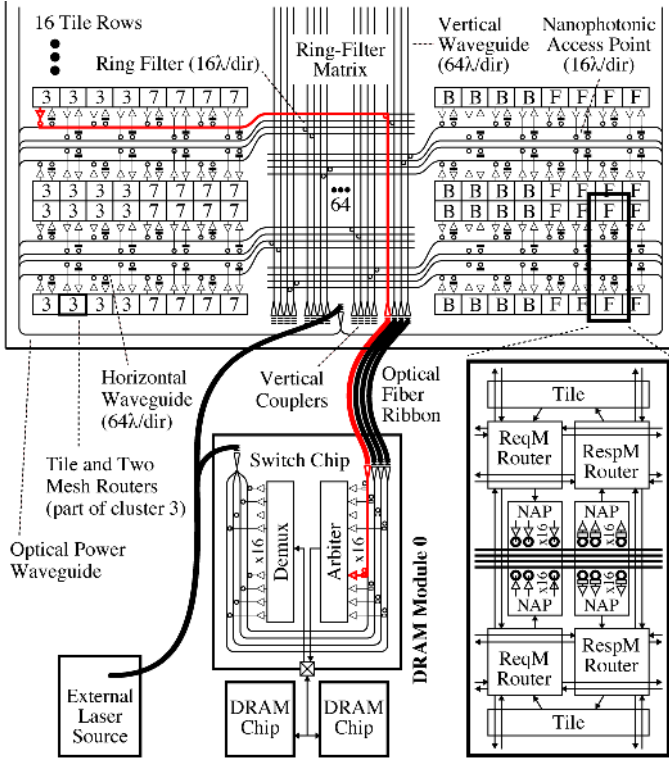 16 Tile Rows
Ring-Filter
Matrix
Vertical
Waveguide
(64λ/dir)
Nanophotonic
Access Point
(16λ/dir)
Ring Filter (16λ/dir)
3 3 3 3 7 7 7 7
B B B B F F F F
3 3 3 3 7 7 7 7
B B B B F F F F
3 3 3 3 7 7 7 7
B B B B F F F F
64
3 3 3 3 7 7 7 7
B B B B F F F F
Horizontal
Waveguide
(64λ/dir)
Vertical
Couplers
Optical
Fiber
Ribbon
Tile and Two
Mesh Routers
(part of cluster 3)
Optical Power
Waveguide
Switch Chip
x16
Demux
Arbiter
x16
DRAM Module 0
External
Laser
Source
DRAM
Chip
DRAM
Chip
Tile
ReqM
Router
RespM
Router
NAP
x16
NAP
x16
x16
NAP
x16
NAP
ReqM
Router
RespM
Router
Tile